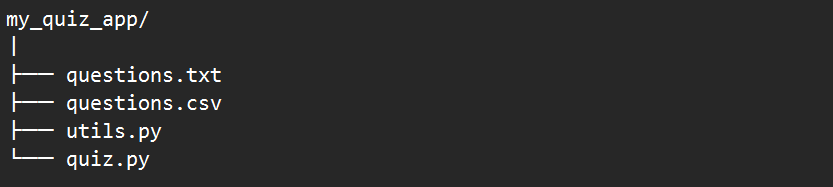 my_quiz_app/
│
├── questions.txt
├── questions.csv
├── utils.py
└── quiz.py